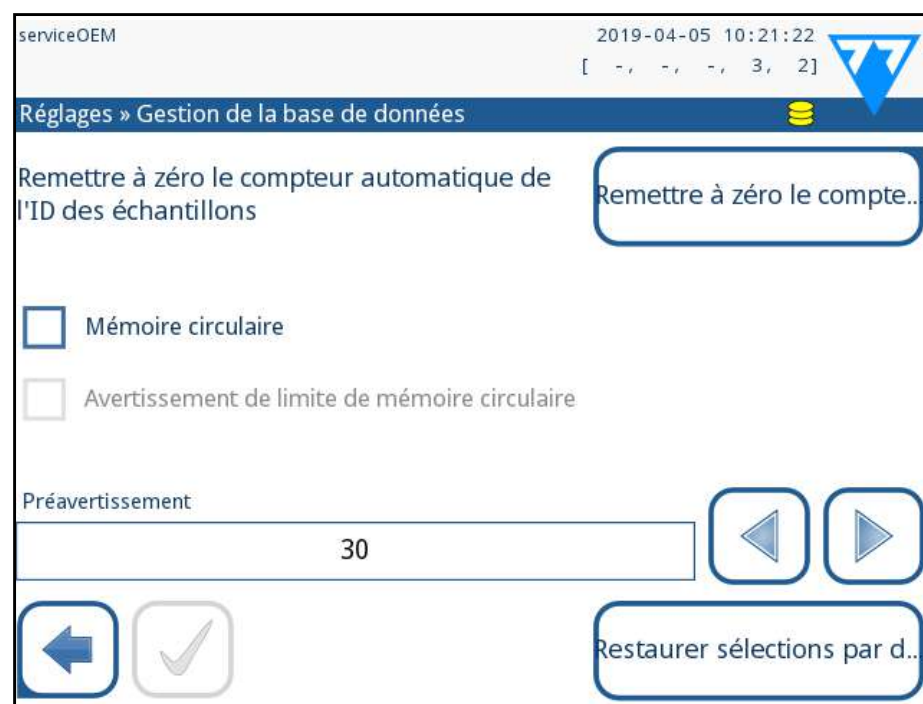 serviceOEM
2019-04-05 10:21:22
[ -, -, -, 3, 2]
Réglages » Gestion de la base de données
Remettre à zéro le compteur automatique de
l'ID des échantillons
Remettre à zéro le compte...
Mémoire circulaire
Avertissement de limite de mémoire circulaire
Préavertissement
30
Restaurer sélections par d...